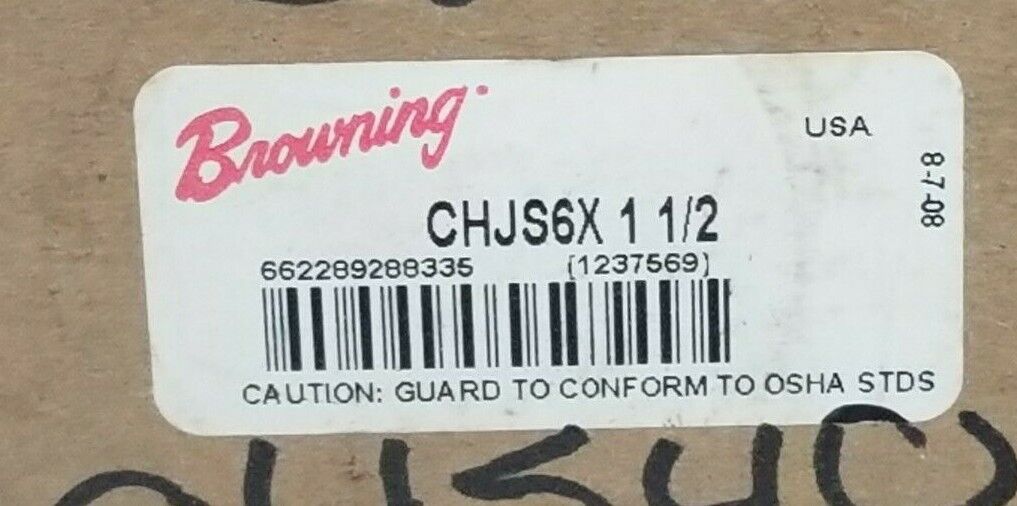 Browning
USA
8-7-08
CHJS6X 1 1/2
662289288335 (1237569)
CAUTION: GUARD TO CONFORM TO OSHA STDS